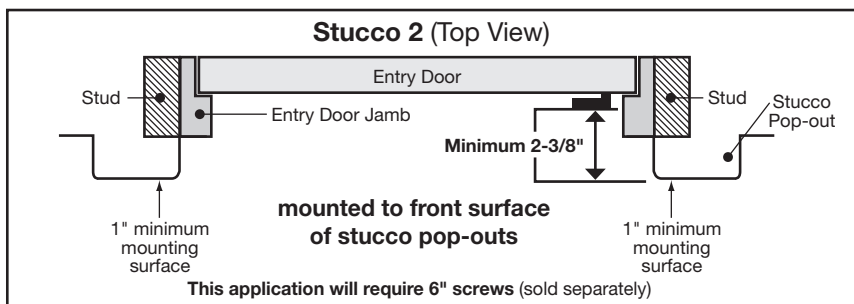 Stucco 2 (Top View)
Entry Door
Stud
Stud
Entry Door Jamb
Stucco
Pop-out
Minimum 2-3/8"
1" minimum
mounting
surface
mounted to front surface
of stucco pop-outs
1" minimum
mounting
surface
This application will require 6" screws (sold separately)